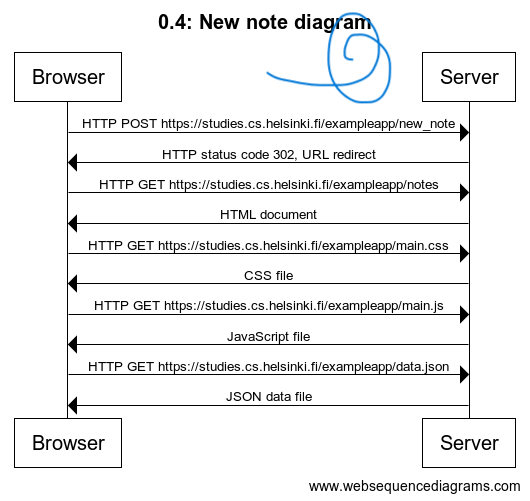 0.4: New note diagram
Browser Server
HTTP POST https://studies.cs.helsinki.fi/exampleapp/new_note
HTTP status code 302, URL redirect
HTTP GET https://studies.cs.helsinki.fi/exampleapp/notes
HTML document
HTTP GET https://studies.cs.helsinki.fi/exampleapp/main.css
CSS file
HTTP GET https://studies.cs.helsinki.fi/exampleapp/main.js
JavaScript file
HTTP GET https://studies.cs.helsinki.fi/exampleapp/data.json
JSON data file
Browser Server
www.websequencediagrams.com